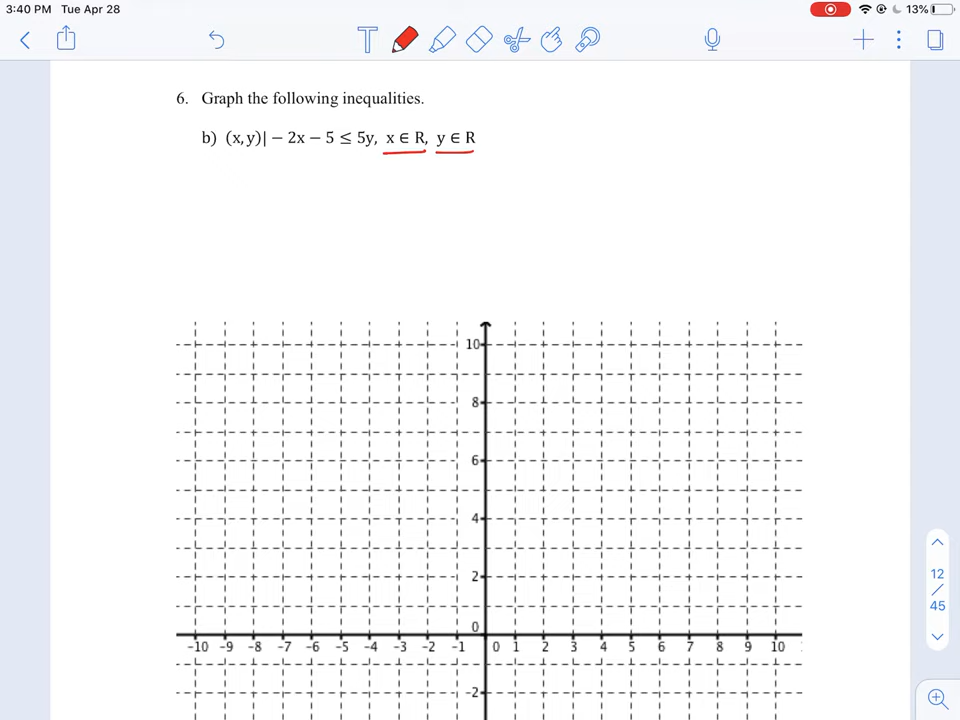 3:40 PM Tue Apr 28 13%
T
6. Graph the following inequalities.
b) (x, y)| − 2x − 5 ≤ 5y, x ∈ R, y ∈ R
10
8
6
4
2
0
-10 -9 -8 -7 -6 -5 -4 -3 -2 -1 0 1 2 3 4 5 6 7 8 9 10
2
12
/
45